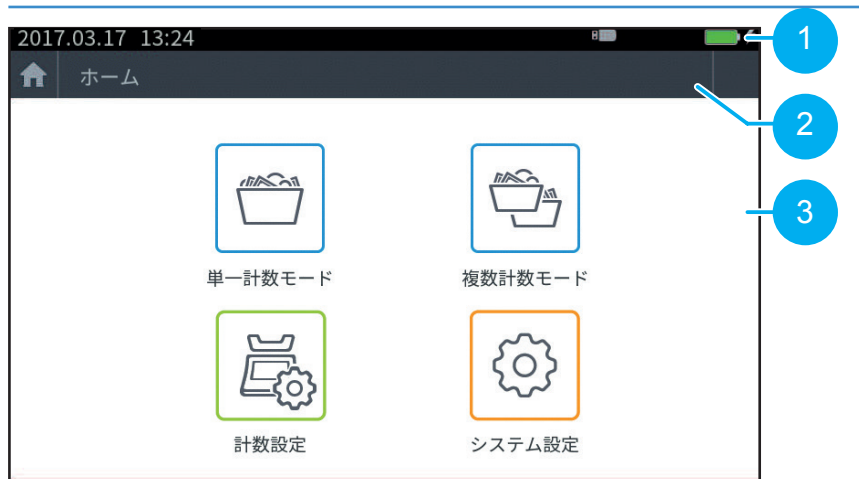 2017.03.17 13:24
1
ホーム
2
3
単一計数モード
複数計数モード
計数設定
システム設定